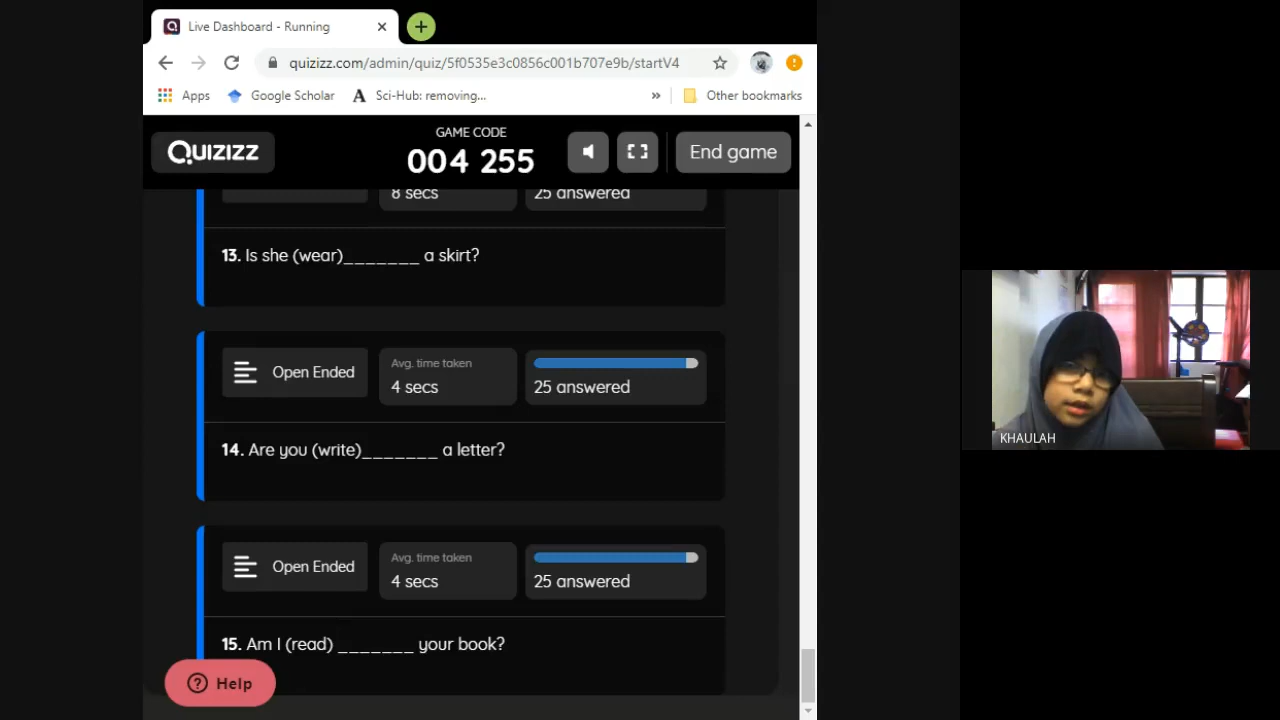 Live Dashboard - Running
quizizz.com/admin/quiz/5f0535e3c0856c001b707e9b/startV4
Apps Google Scholar Sci-Hub: removing... » Other bookmarks
QUIZIZZ
GAME CODE
004 255
End game
8 secs
25 answered
13. Is she (wear)_______ a skirt?
Open Ended
Avg. time taken
4 secs
25 answered
14. Are you (write)_______ a letter?
Open Ended
Avg. time taken
4 secs
25 answered
15. Am I (read) _______ your book?
Help
KHAULAH